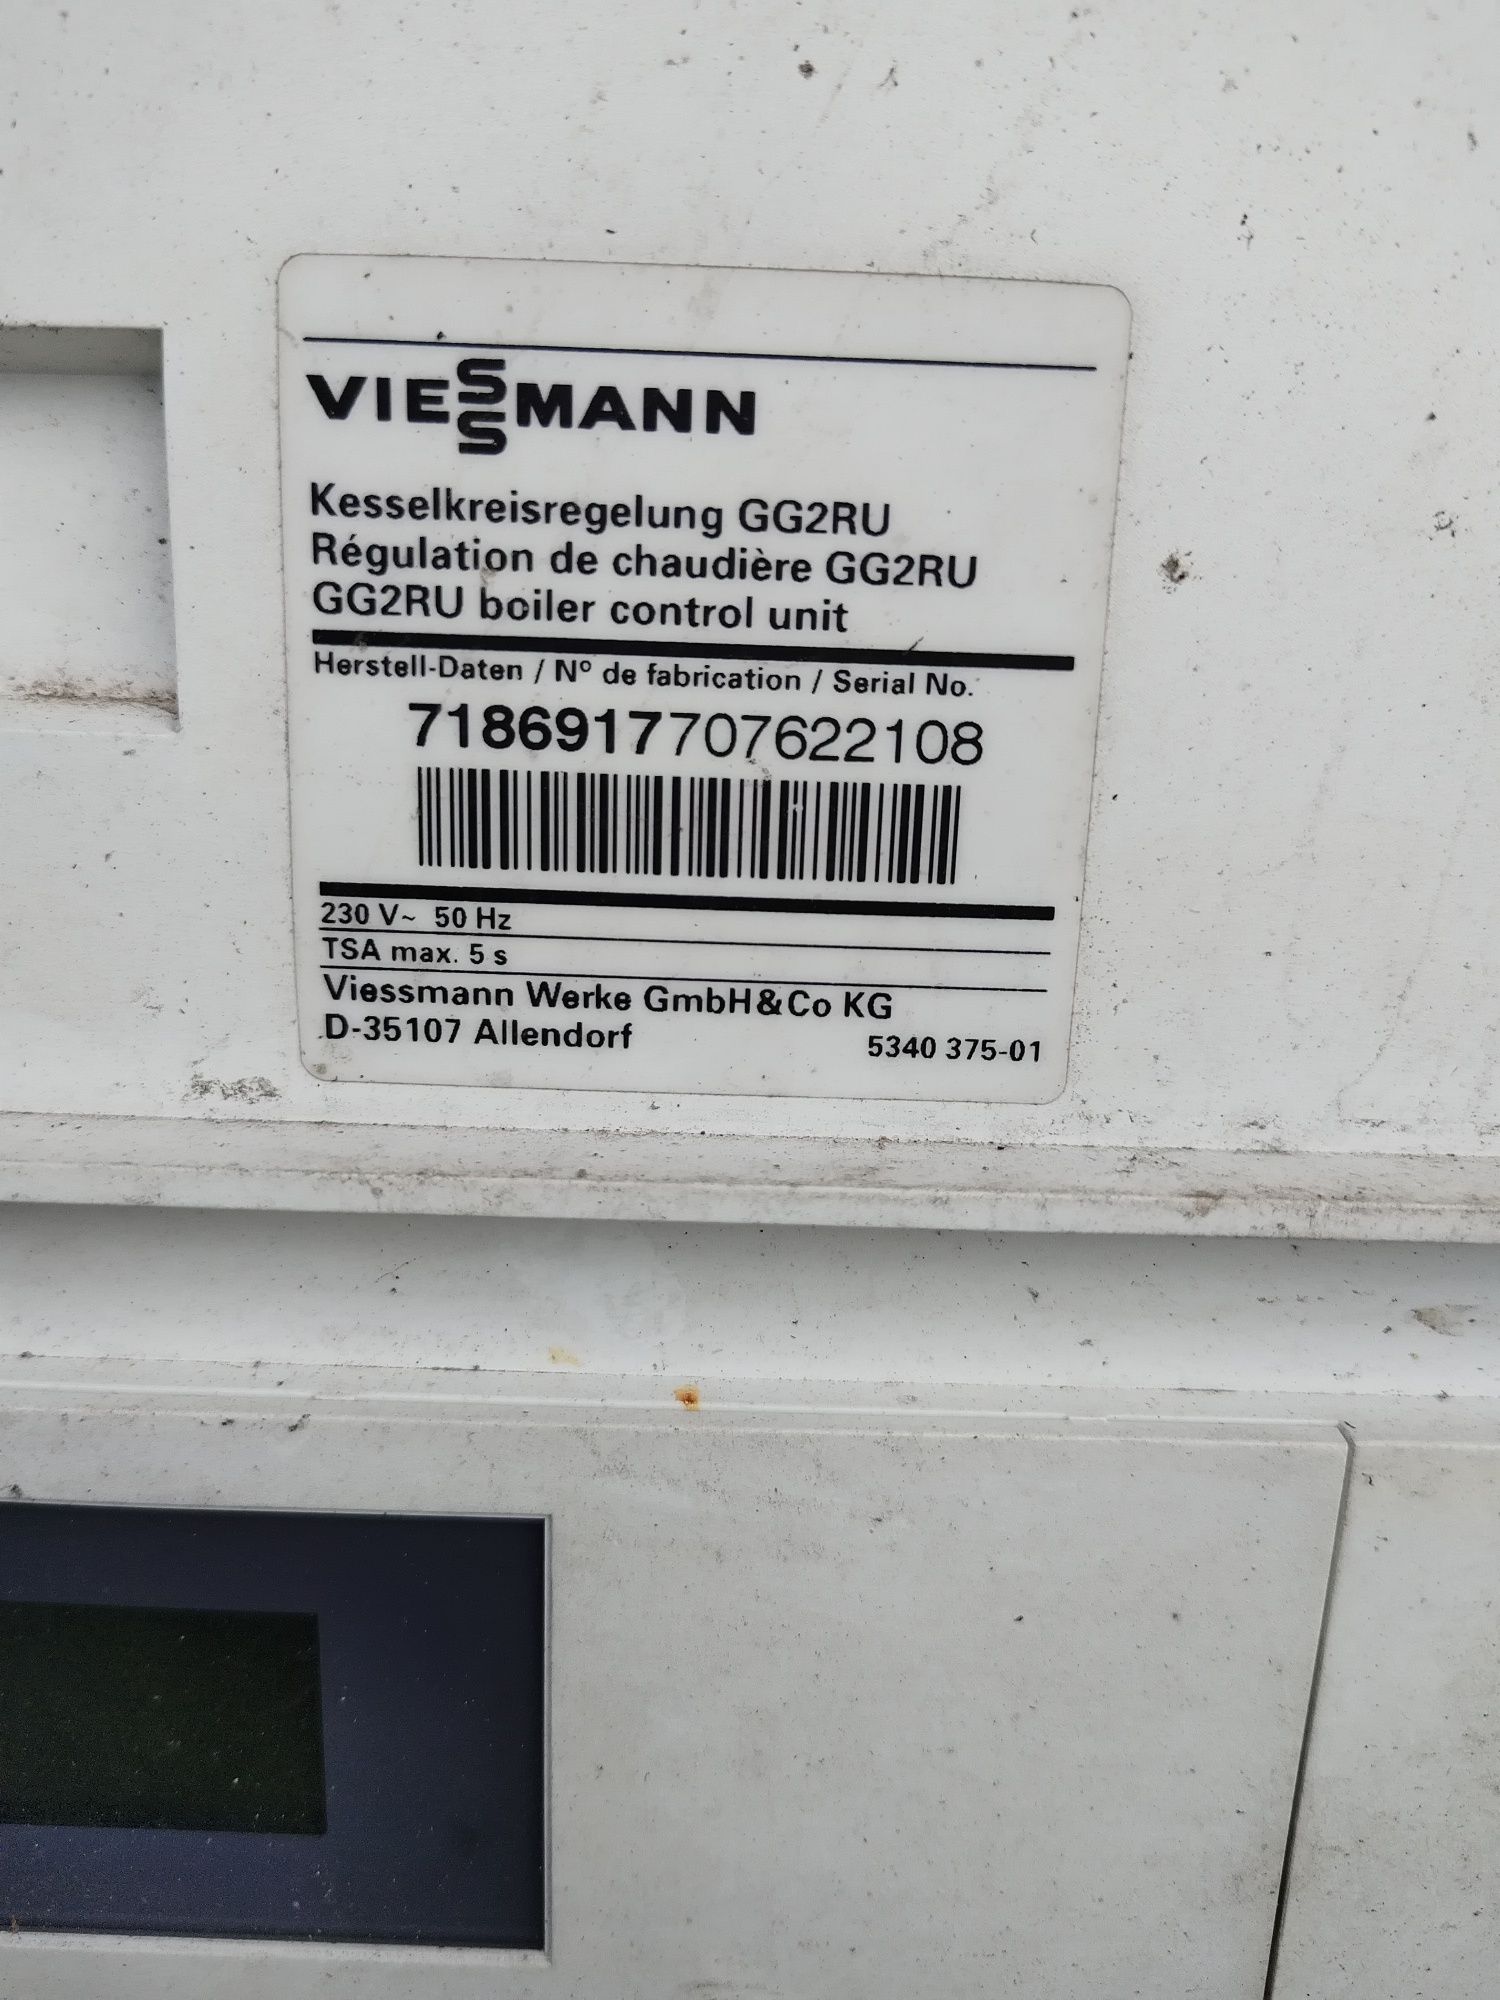 VIESSMANN
Kesselkreisregelung GG2RU
Régulation de chaudière GG2RU
GG2RU boiler control unit
Herstell-Daten / Nº de fabrication / Serial No.
7186917707622108
230 V~ 50 Hz
TSA max. 5 s
Viessmann Werke GmbH&Co KG
D-35107 Allendorf 5340 375-01